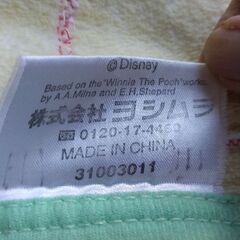 ©Disney
Based on the "Winnie The Pooh" works
by A.A.Milne and E.H.Shepard
株式会社 ヨシムラ
☏ 0120-17-4460
MADE IN CHINA
31003011